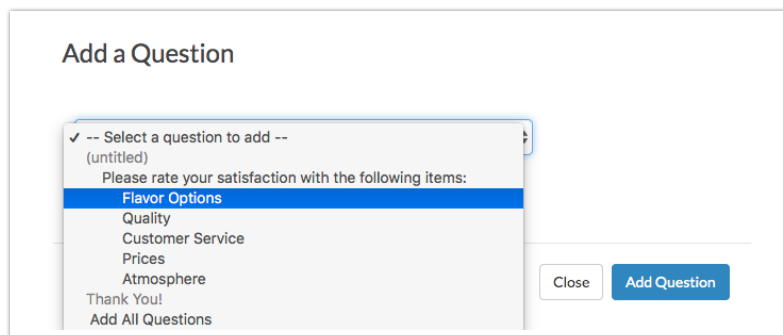 Add a Question
✓ -- Select a question to add --
(untitled)
Please rate your satisfaction with the following items:
Flavor Options
Quality
Customer Service
Prices
Atmosphere
Thank You!
Add All Questions
Close Add Question